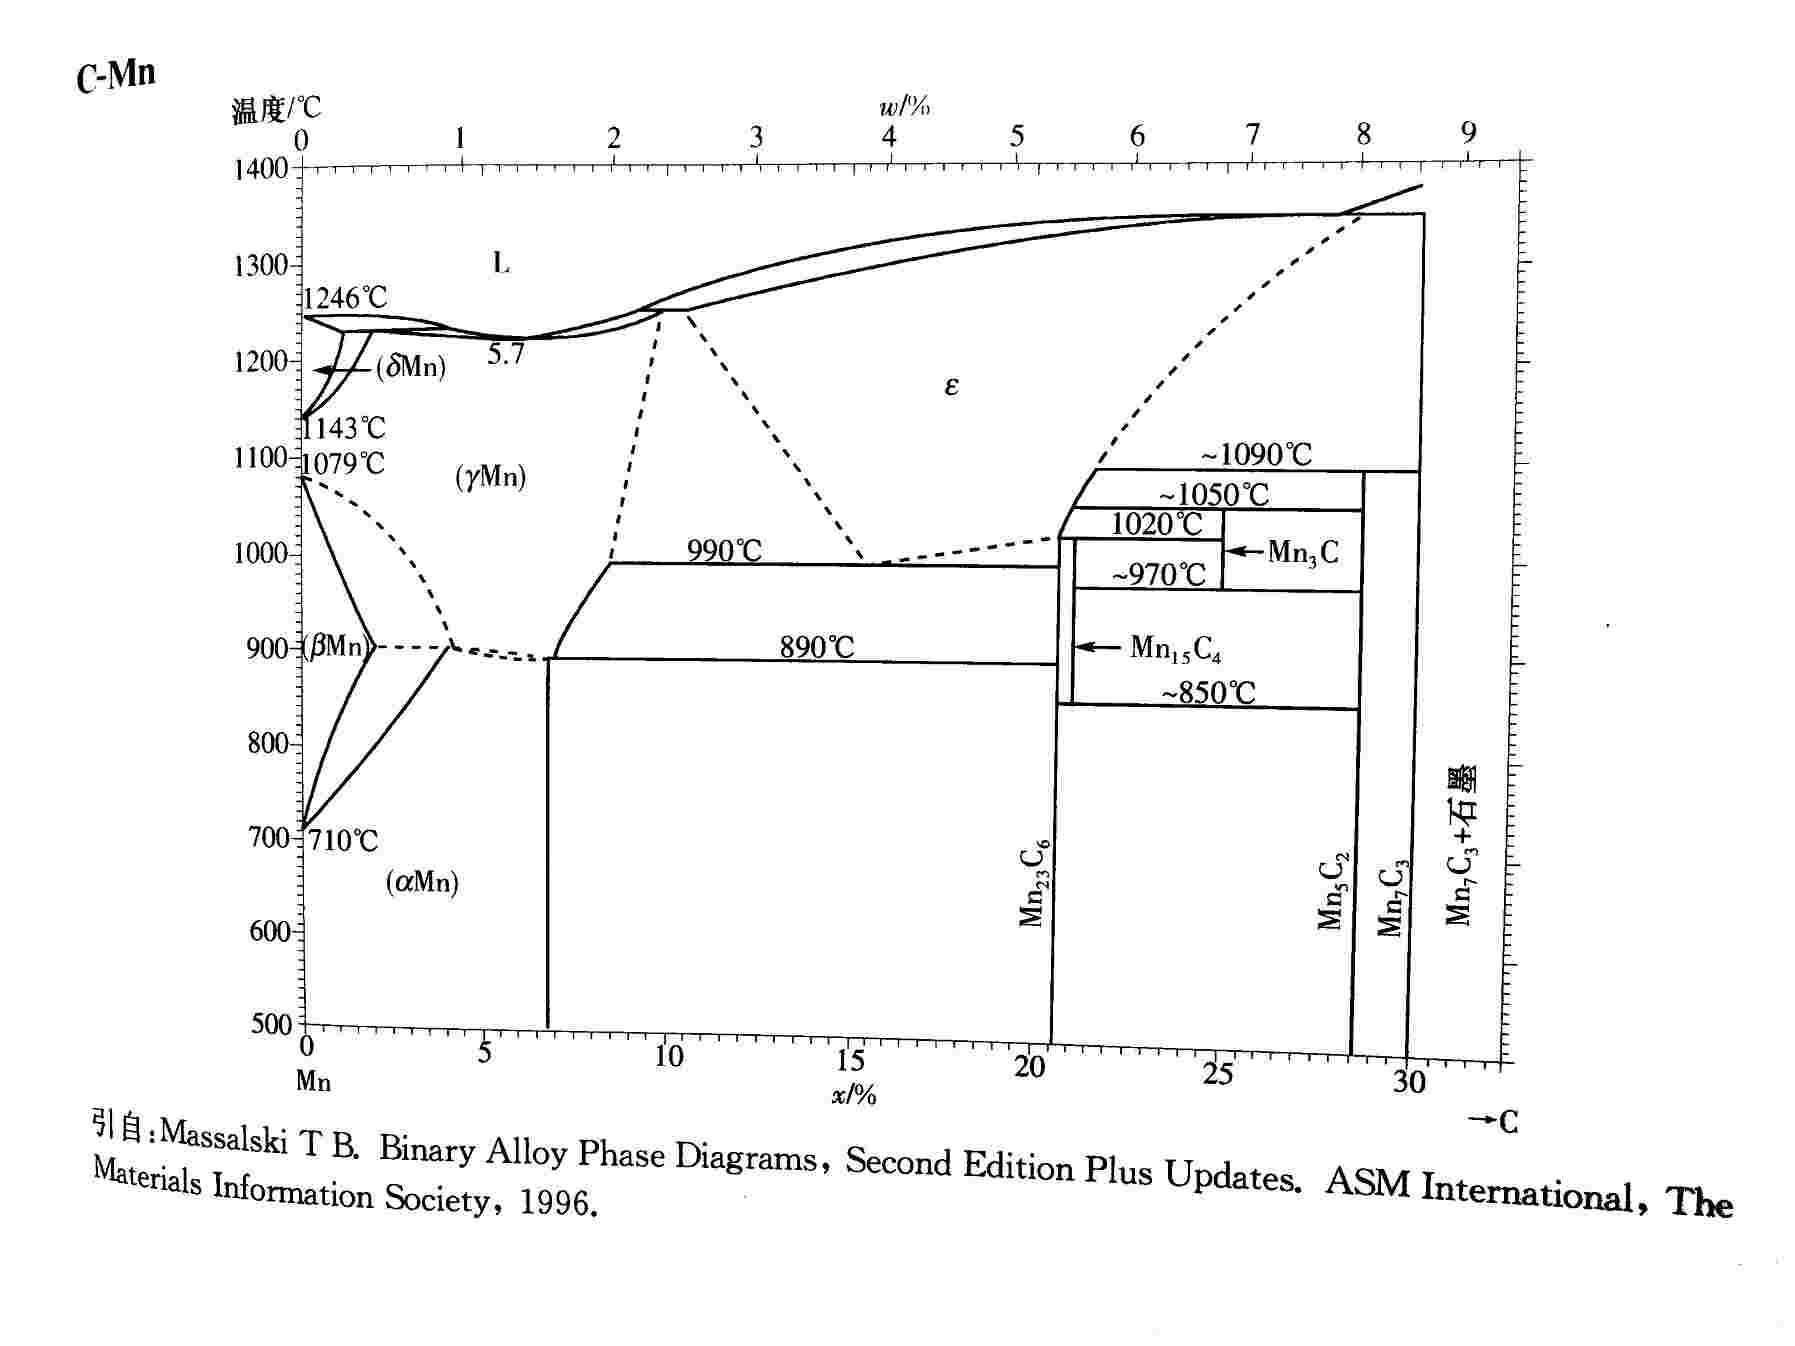 C-Mn
温度/℃
w/%
0 1 2 3 4 5 6 7 8 9
1400
1300
L
1246℃
1200
5.7
(δMn)
ε
1143℃
1100
1079℃
(γMn)
~1090℃
~1050℃
1020℃
1000
990℃
Mn₃C
~970℃
900
(βMn)
890℃
Mn₁₅C₄
~850℃
800
700
710℃
(αMn)
Mn₂₃C₆
Mn₅C₂
Mn₇C₃
Mn₇C₃+石墨
600
500
0 5 10 15 20 25 30
Mn
x/%
→C
引自:Massalski T B. Binary Alloy Phase Diagrams, Second Edition Plus Updates. ASM International, The
Materials Information Society, 1996.